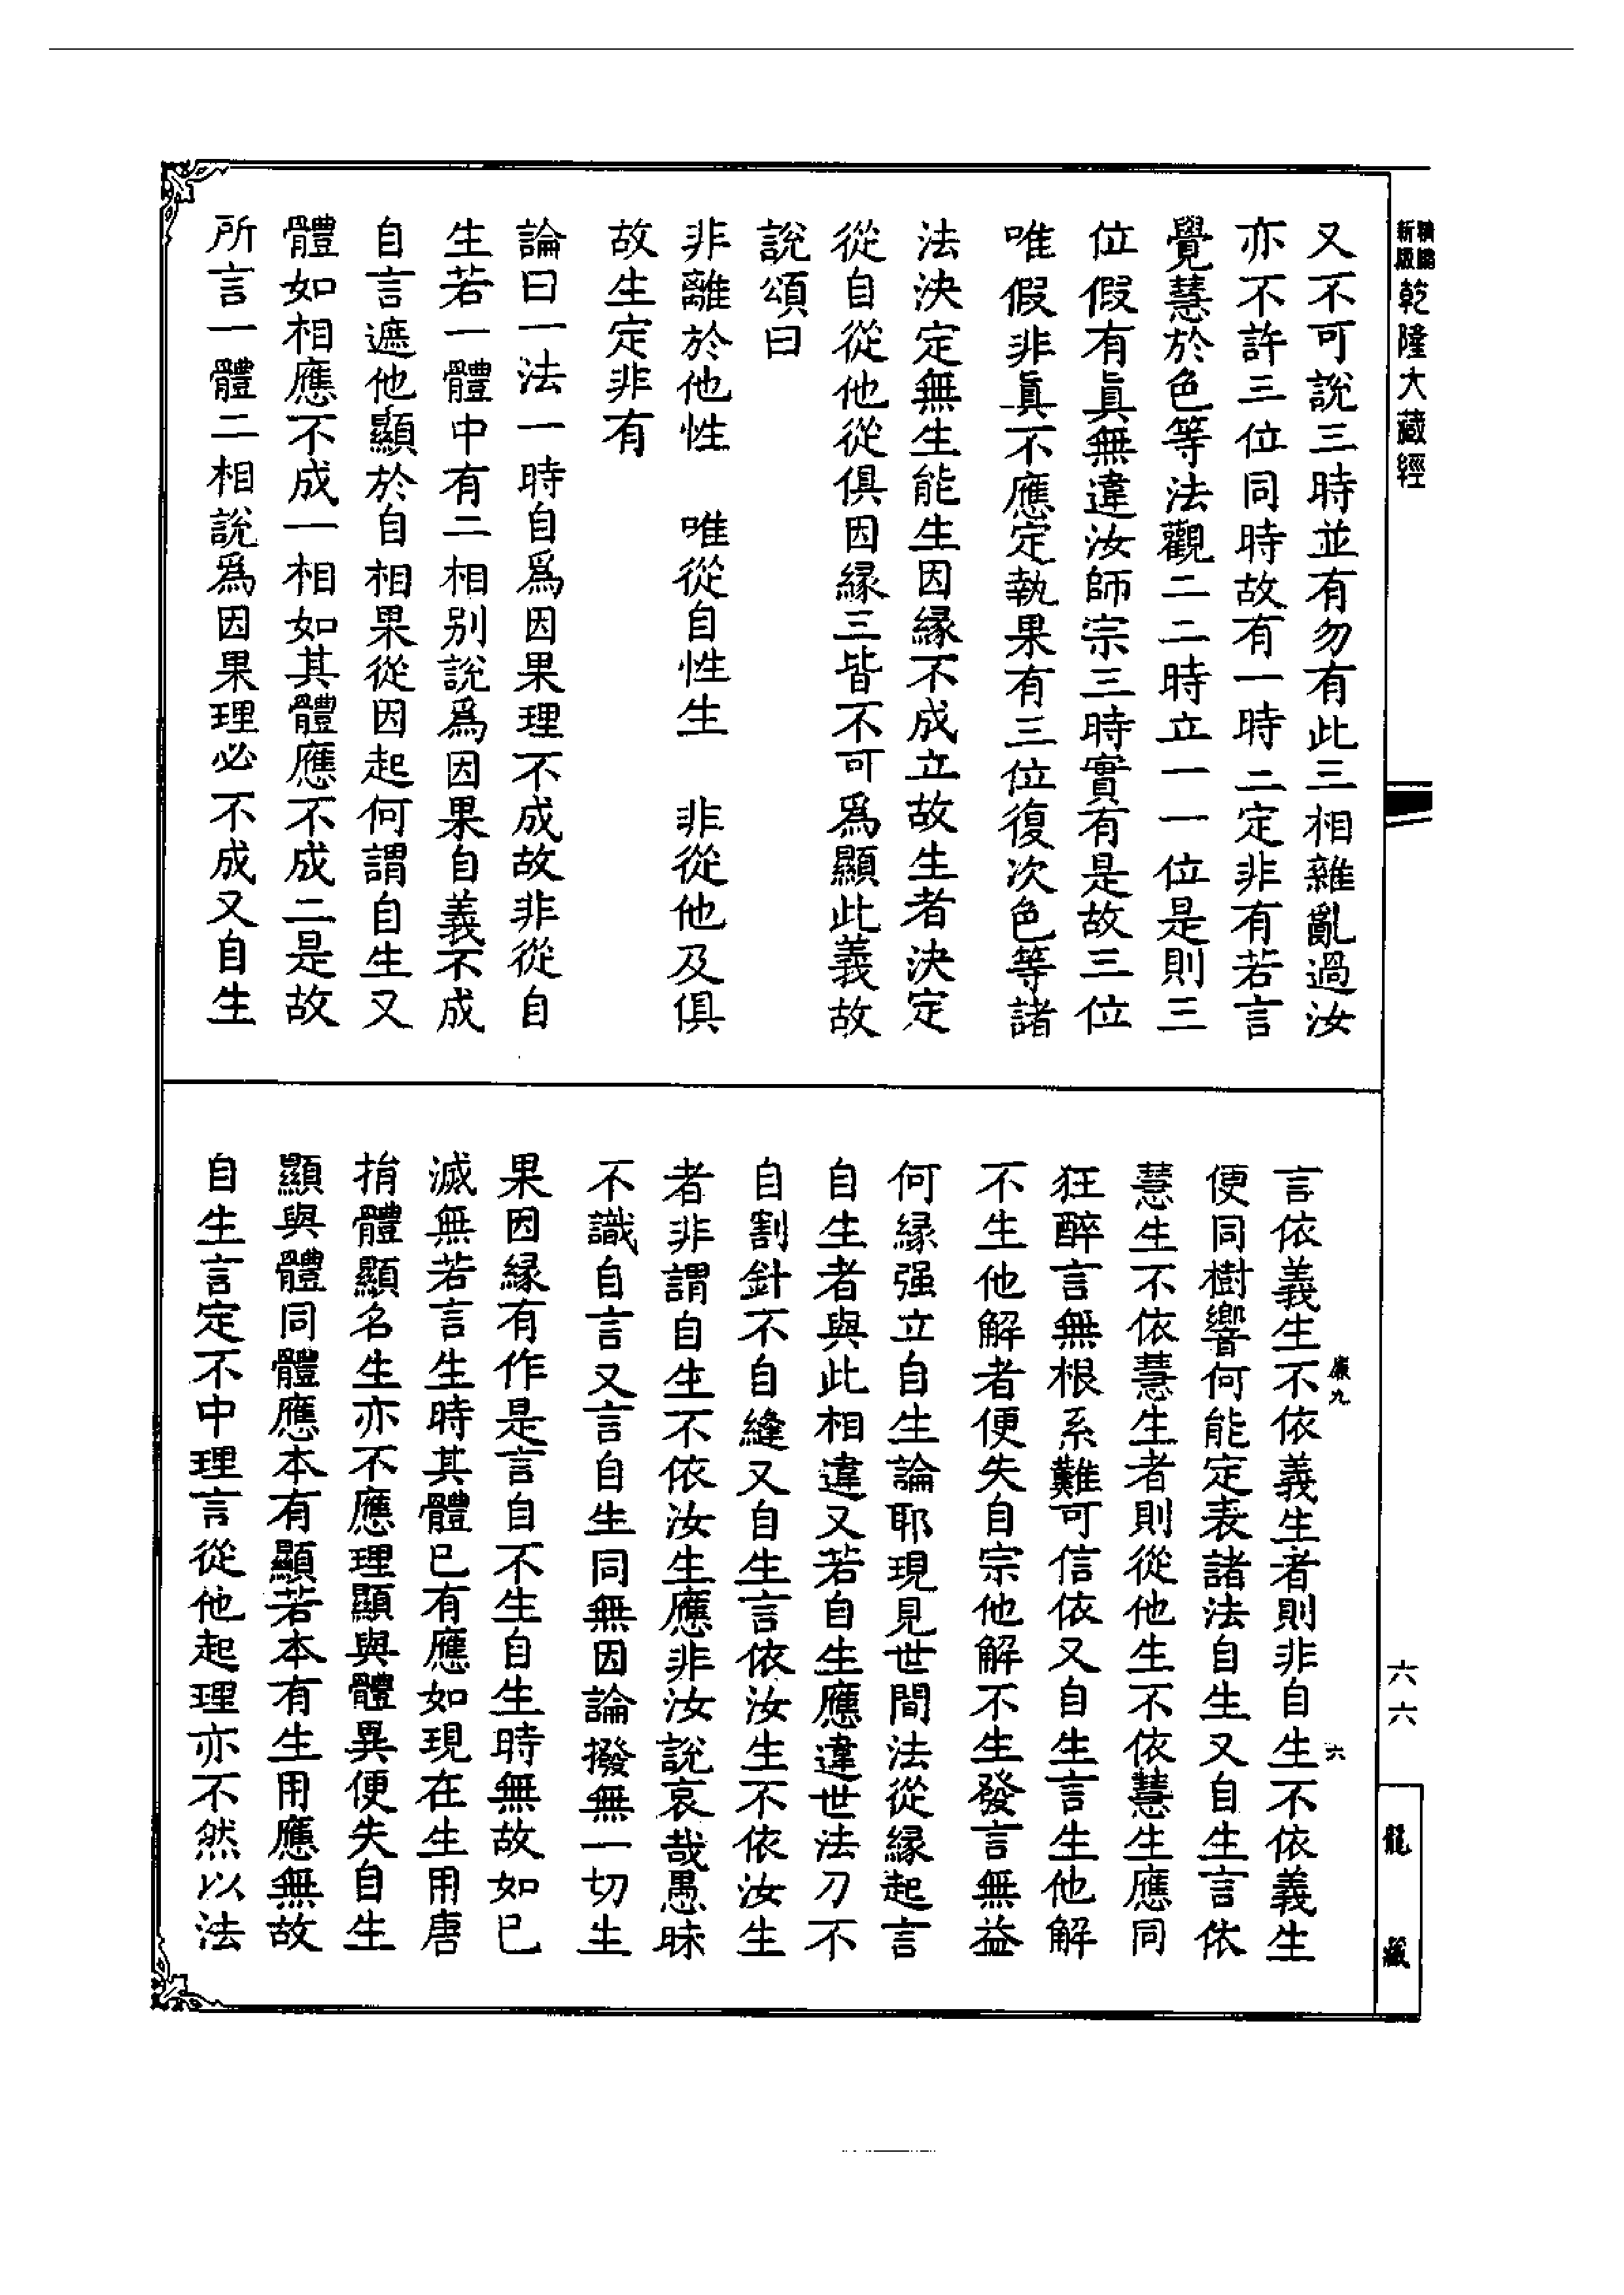 新版乾隆大藏經
又不可說三時並有勿有此三相雜亂過汝
亦不許三位同時故有一時二定非有若言
覺慧於色等法觀二二時立一一位是則三
位假有眞無違汝師宗三時實有是故三位
唯假非眞不應定執果有三位復次色等諸
法決定無生能生因緣不成立故生者決定
從自從他從俱因緣三皆不可爲顯此義故
說頌曰
非離於他性　唯從自性生　非從他及俱
故生定非有
論曰一法一時自爲因果理不成故非從自
生若一體中有二相別說爲因果自義不成
自言遮他顯於自相果從因起何謂自生又
體如相應不成一相如其體應不成二是故
所言一體二相說爲因果理必不成又自生
言依義生不依義生者則非自生不依義生
便同樹響何能定表諸法自生又自生言依
慧生不依慧生者則從他生不依慧生應同
狂醉言無根系難可信依又自生言生他解
不生他解者便失自宗他解不生發言無益
何緣强立自生論耶現見世間法從緣起言
自生者與此相違又若自生應違世法刀不
自割針不自縫又自生言依汝生不依汝生
者非謂自生不依汝生應非汝說哀哉愚昧
不識自言又言自生同無因論撥無一切生
果因緣有作是言自不生自生時無故如已
滅無若言生時其體已有應如現在生用唐
捐體顯名生亦不應理顯與體異便失自生
顯與體同體應本有顯若本有生用應無故
自生言定不中理言從他起理亦不然以法
九
六
六六
龍藏